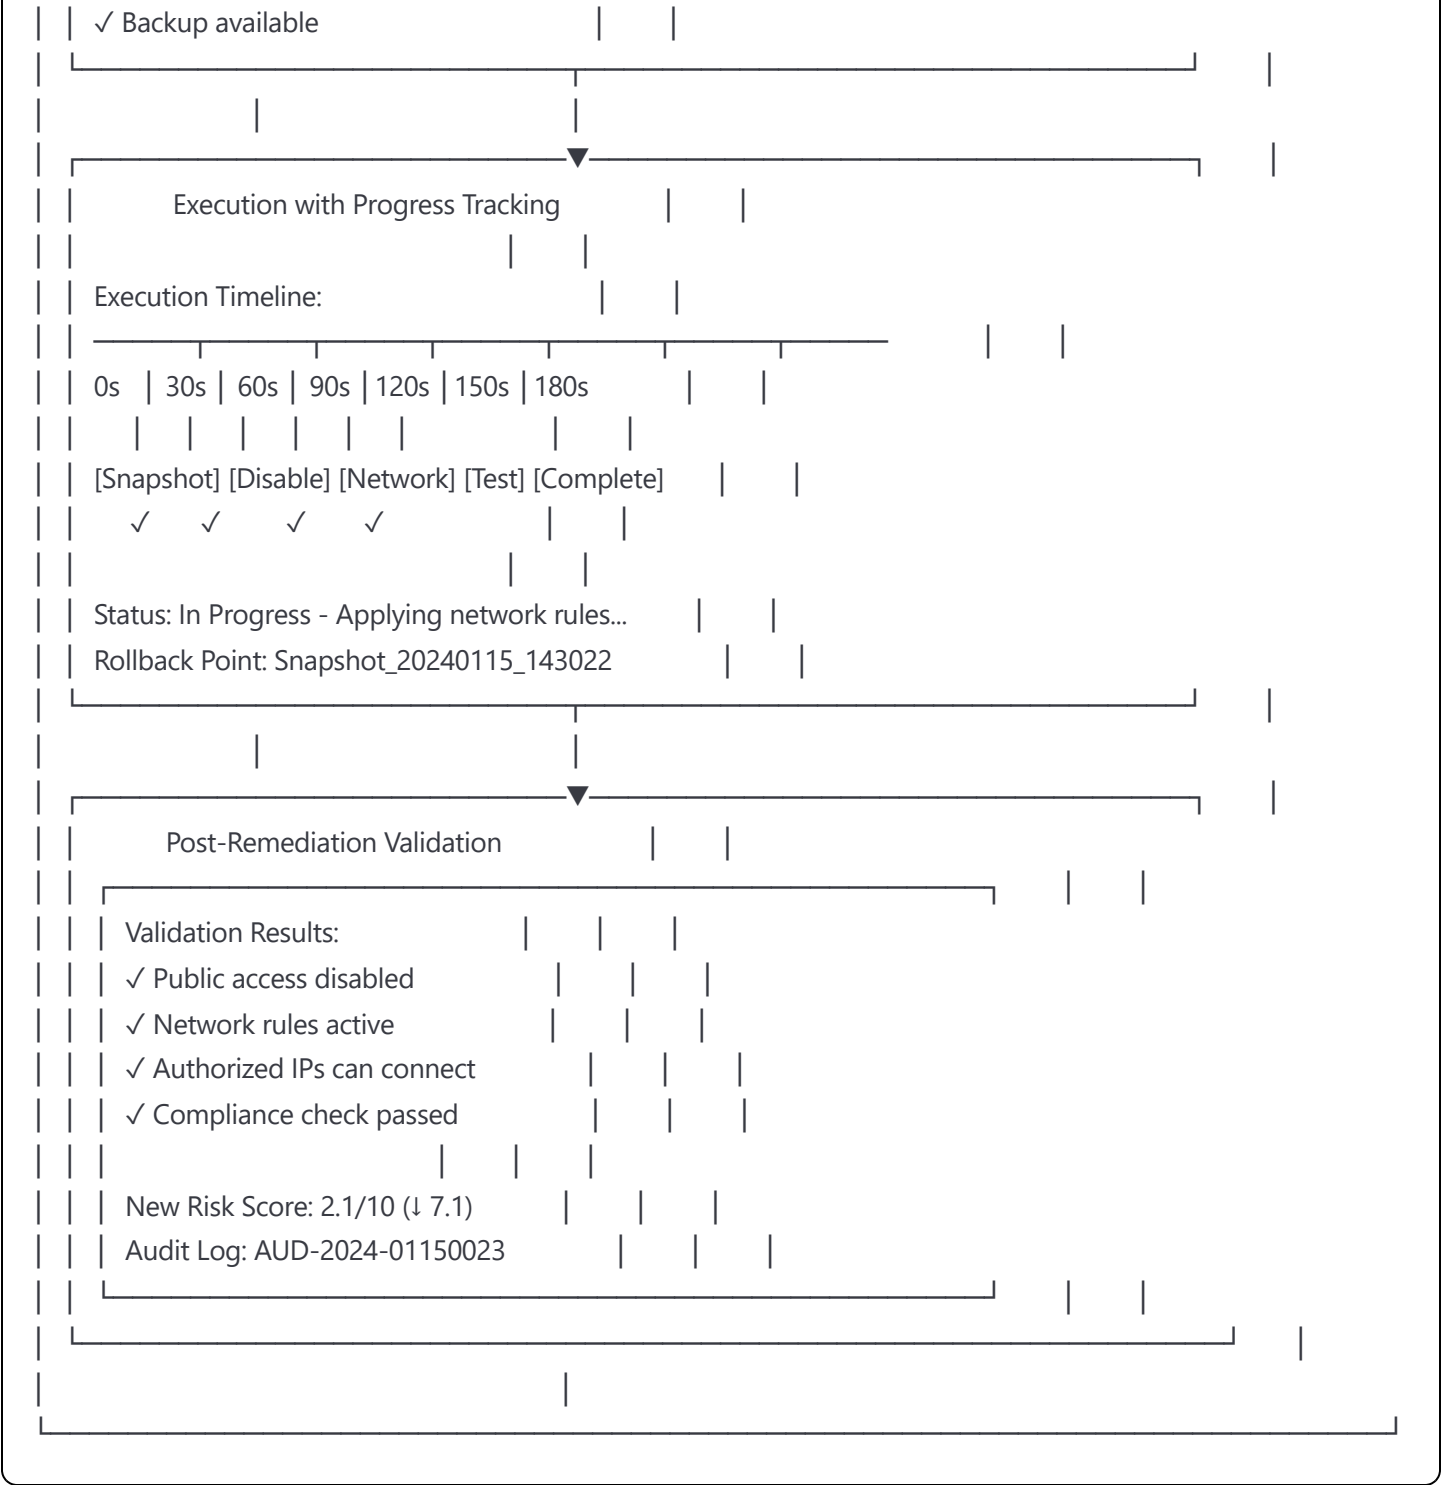 ✓ Backup available
Execution with Progress Tracking
Execution Timeline:
0s | 30s | 60s | 90s | 120s | 150s | 180s
[Snapshot] [Disable] [Network] [Test] [Complete]
✓ ✓ ✓ ✓
Status: In Progress - Applying network rules...
Rollback Point: Snapshot_20240115_143022
Post-Remediation Validation
Validation Results:
✓ Public access disabled
✓ Network rules active
✓ Authorized IPs can connect
✓ Compliance check passed
New Risk Score: 2.1/10 (↓ 7.1)
Audit Log: AUD-2024-01150023